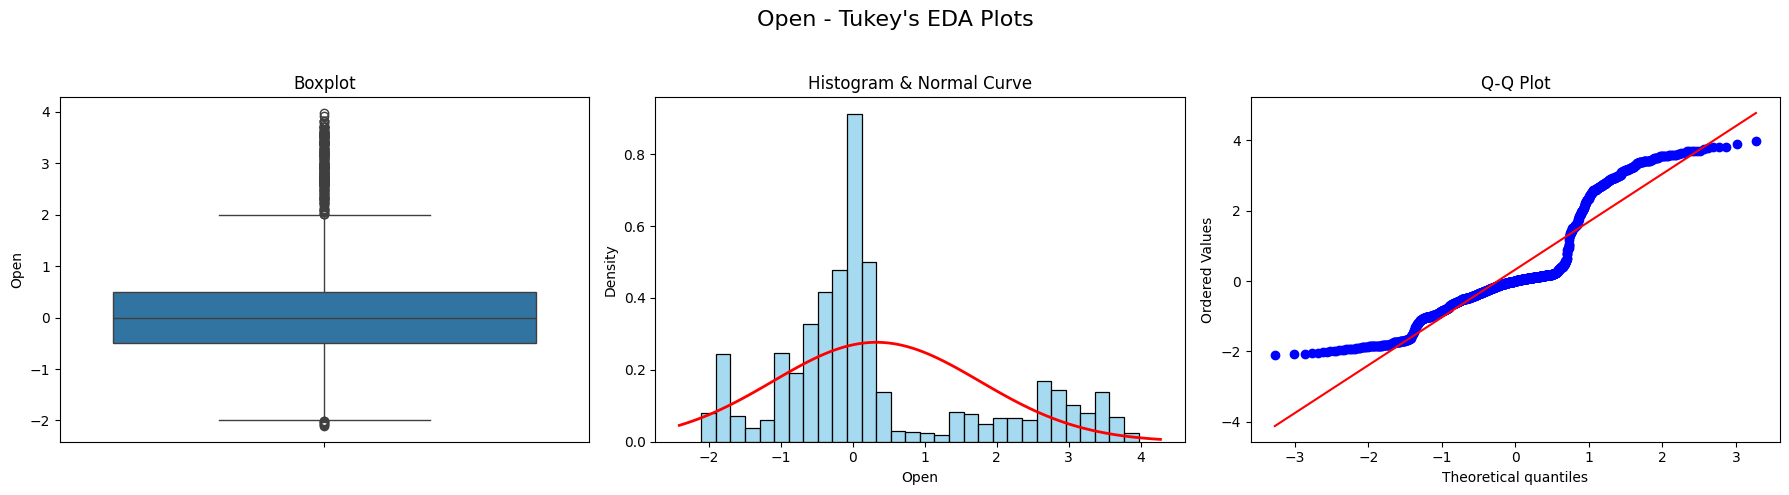 Open - Tukey's EDA Plots
Boxplot
4
3
2
1
0
−1
−2
Open
Histogram & Normal Curve
0.8
0.6
0.4
0.2
0.0
Density
−2 −1 0 1 2 3 4
Open
Q-Q Plot
4
2
0
−2
−4
Ordered Values
−3 −2 −1 0 1 2 3
Theoretical quantiles